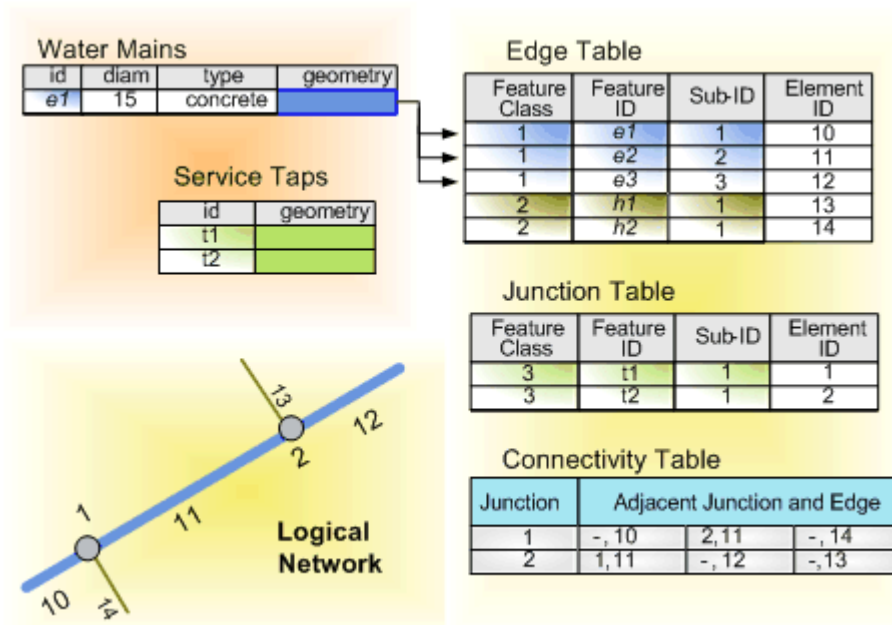 Water Mains
id diam type geometry
e1 15 concrete
Service Taps
id geometry
t1
t2
Edge Table
Feature Class Feature ID Sub-ID Element ID
1 e1 1 10
1 e2 2 11
1 e3 3 12
2 h1 1 13
2 h2 1 14
Junction Table
Feature Class Feature ID Sub-ID Element ID
3 t1 1 1
3 t2 1 2
Connectivity Table
Junction Adjacent Junction and Edge
1 -, 10 2,11 -, 14
2 1,11 -, 12 -,13
13
12
2
1
11
10
14
Logical
Network